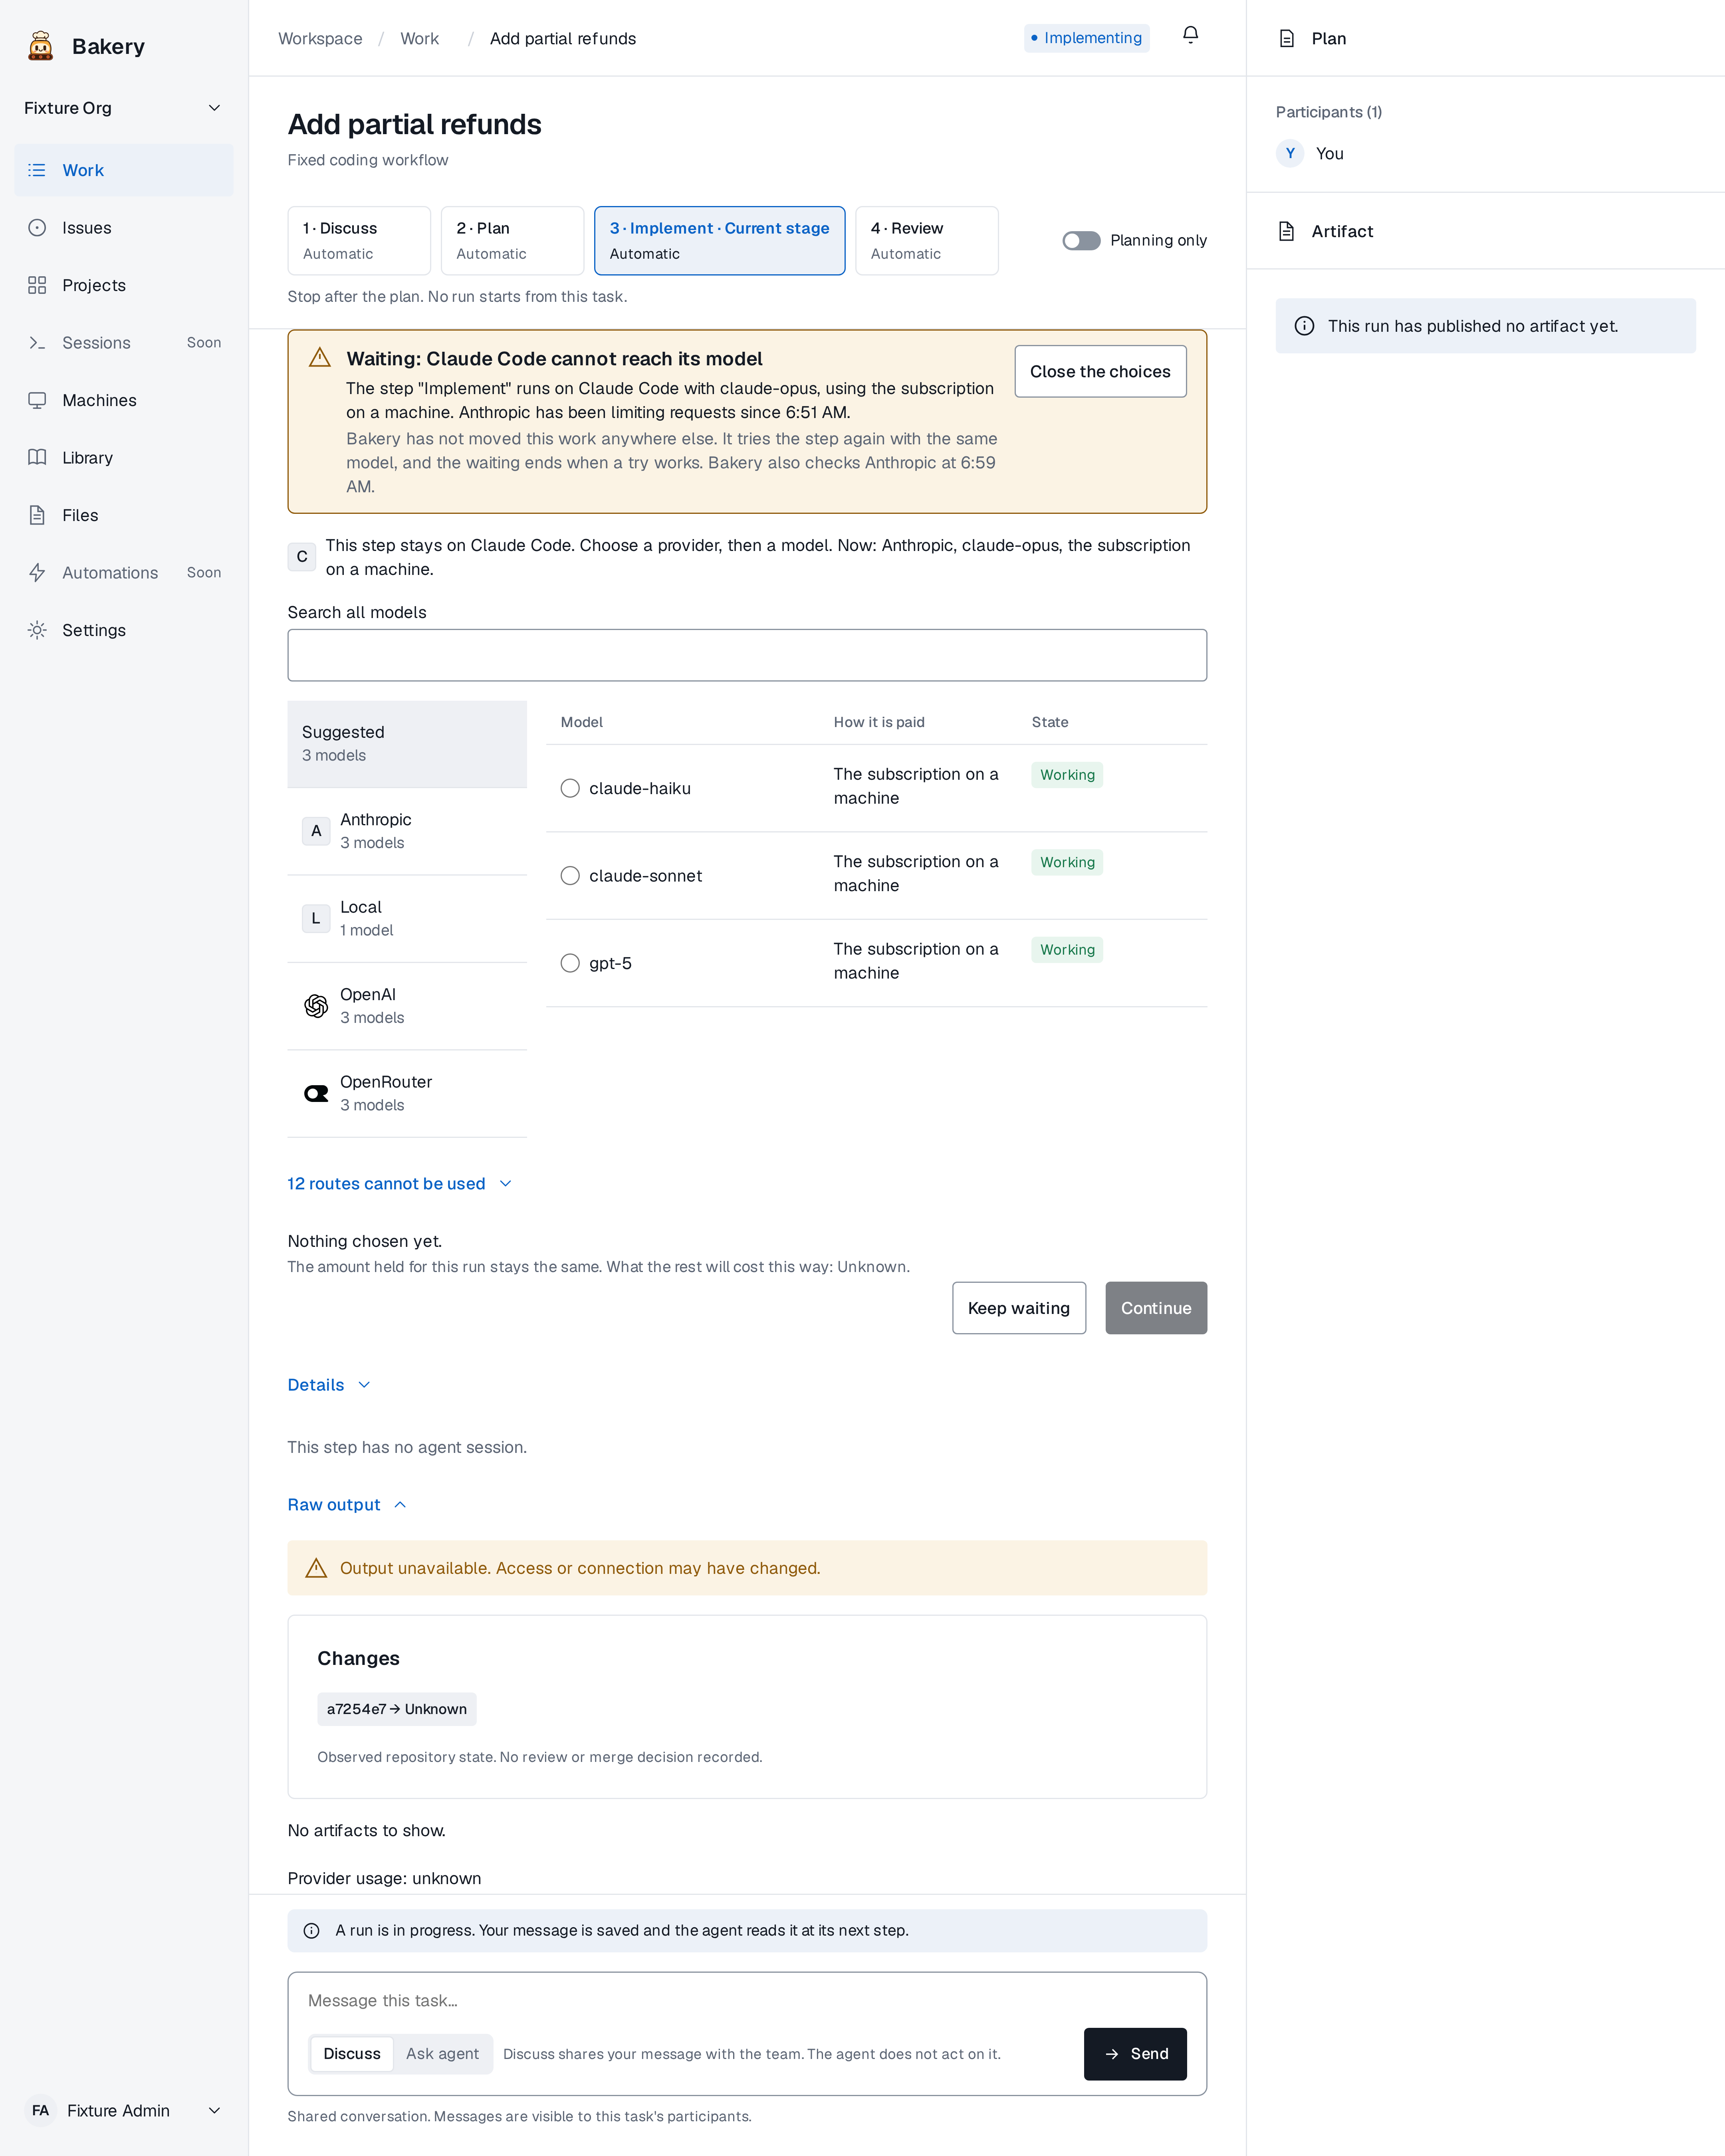 Bakery
Fixture Org
Work
Issues
Projects
Sessions Soon
Machines
Library
Files
Automations Soon
Settings
FA Fixture Admin
Workspace / Work / Add partial refunds
Implementing
Add partial refunds
Fixed coding workflow
1 · Discuss
Automatic
2 · Plan
Automatic
3 · Implement · Current stage
Automatic
4 · Review
Automatic
Planning only
Stop after the plan. No run starts from this task.
Waiting: Claude Code cannot reach its model
The step "Implement" runs on Claude Code with claude-opus, using the subscription
on a machine. Anthropic has been limiting requests since 6:51 AM.
Bakery has not moved this work anywhere else. It tries the step again with the same
model, and the waiting ends when a try works. Bakery also checks Anthropic at 6:59
AM.
Close the choices
C
This step stays on Claude Code. Choose a provider, then a model. Now: Anthropic, claude-opus, the subscription
on a machine.
Search all models
Suggested
3 models
A
Anthropic
3 models
L
Local
1 model
OpenAI
3 models
OpenRouter
3 models
Model How it is paid State
claude-haiku The subscription on a Working
machine
claude-sonnet The subscription on a Working
machine
gpt-5 The subscription on a Working
machine
12 routes cannot be used
Nothing chosen yet.
The amount held for this run stays the same. What the rest will cost this way: Unknown.
Keep waiting
Continue
Details
This step has no agent session.
Raw output
Output unavailable. Access or connection may have changed.
Changes
a7254e7 → Unknown
Observed repository state. No review or merge decision recorded.
No artifacts to show.
Provider usage: unknown
A run is in progress. Your message is saved and the agent reads it at its next step.
Message this task...
Discuss Ask agent Discuss shares your message with the team. The agent does not act on it.
→ Send
Shared conversation. Messages are visible to this task's participants.
Plan
Participants (1)
Y You
Artifact
This run has published no artifact yet.